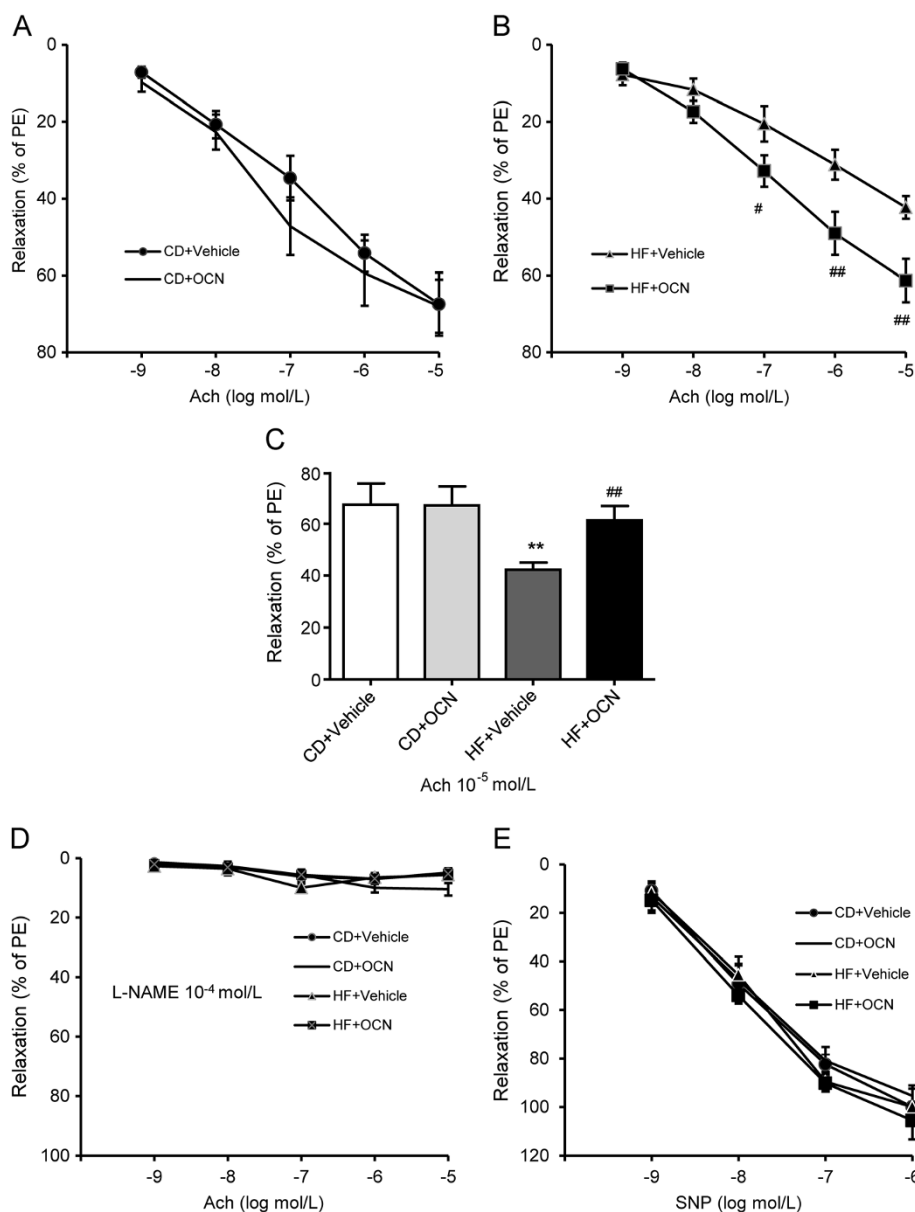 A
0
20
40
60
80
Relaxation (% of PE)
CD+Vehicle
CD+OCN
-9 -8 -7 -6 -5
Ach (log mol/L)
B
0
20
40
60
80
Relaxation (% of PE)
HF+Vehicle
HF+OCN
#
##
##
-9 -8 -7 -6 -5
Ach (log mol/L)
C
80
60
40
20
0
Relaxation (% of PE)
**
##
CD+Vehicle
CD+OCN
HF+Vehicle
HF+OCN
Ach 10⁻⁵ mol/L
D
0
20
40
60
80
100
Relaxation (% of PE)
L-NAME 10⁻⁴ mol/L
CD+Vehicle
CD+OCN
HF+Vehicle
HF+OCN
-9 -8 -7 -6 -5
Ach (log mol/L)
E
0
20
40
60
80
100
120
Relaxation (% of PE)
CD+Vehicle
CD+OCN
HF+Vehicle
HF+OCN
-9 -8 -7 -6
SNP (log mol/L)